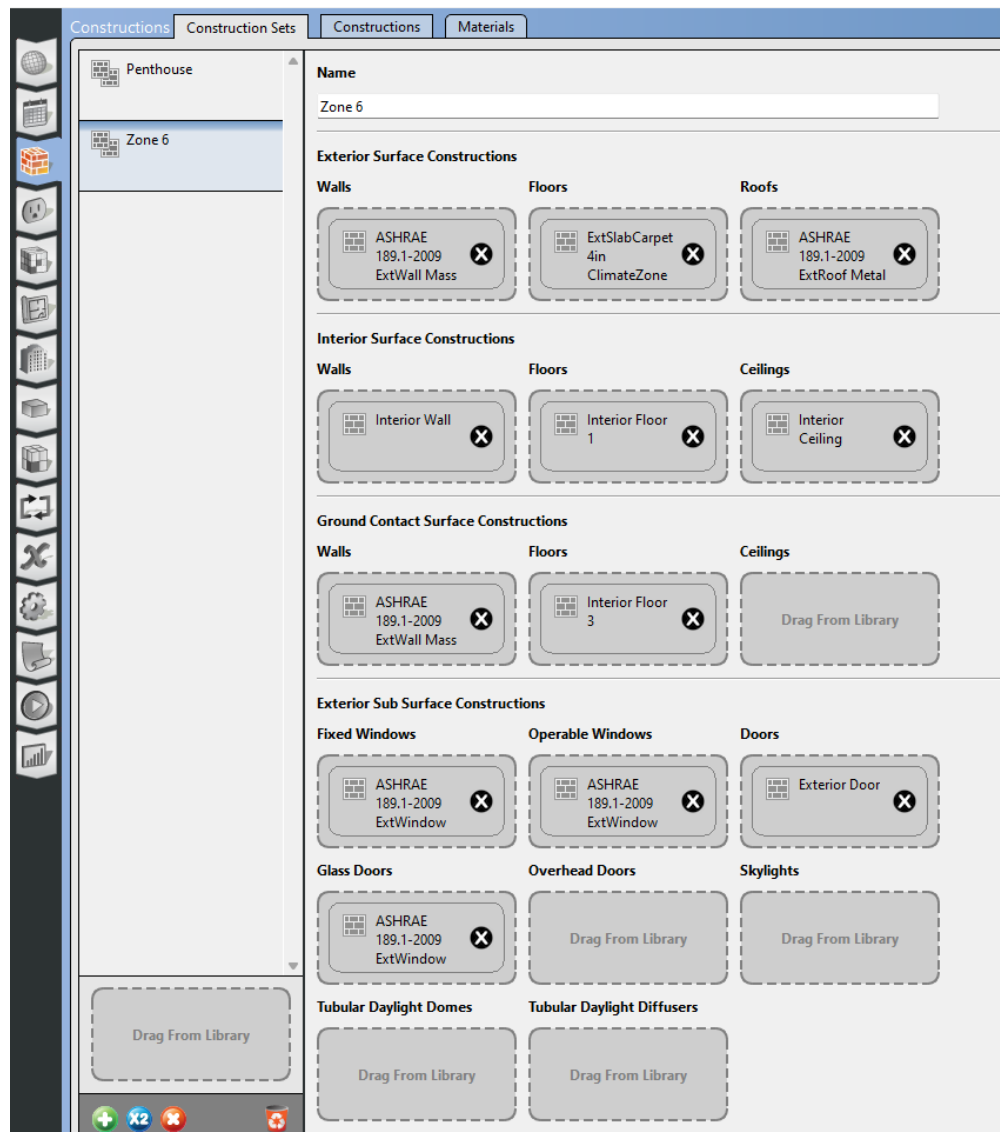 Constructions
Construction Sets
Constructions
Materials
Penthouse
Zone 6
Drag From Library
X2
Name
Zone 6
Exterior Surface Constructions
Walls
Floors
Roofs
ASHRAE
189.1-2009
ExtWall Mass
ExtSlabCarpet
4in
ClimateZone
ASHRAE
189.1-2009
ExtRoof Metal
Interior Surface Constructions
Walls
Floors
Ceilings
Interior Wall
Interior Floor
1
Interior
Ceiling
Ground Contact Surface Constructions
Walls
Floors
Ceilings
ASHRAE
189.1-2009
ExtWall Mass
Interior Floor
3
Drag From Library
Exterior Sub Surface Constructions
Fixed Windows
Operable Windows
Doors
ASHRAE
189.1-2009
ExtWindow
ASHRAE
189.1-2009
ExtWindow
Exterior Door
Glass Doors
Overhead Doors
Skylights
ASHRAE
189.1-2009
ExtWindow
Drag From Library
Drag From Library
Tubular Daylight Domes
Tubular Daylight Diffusers
Drag From Library
Drag From Library